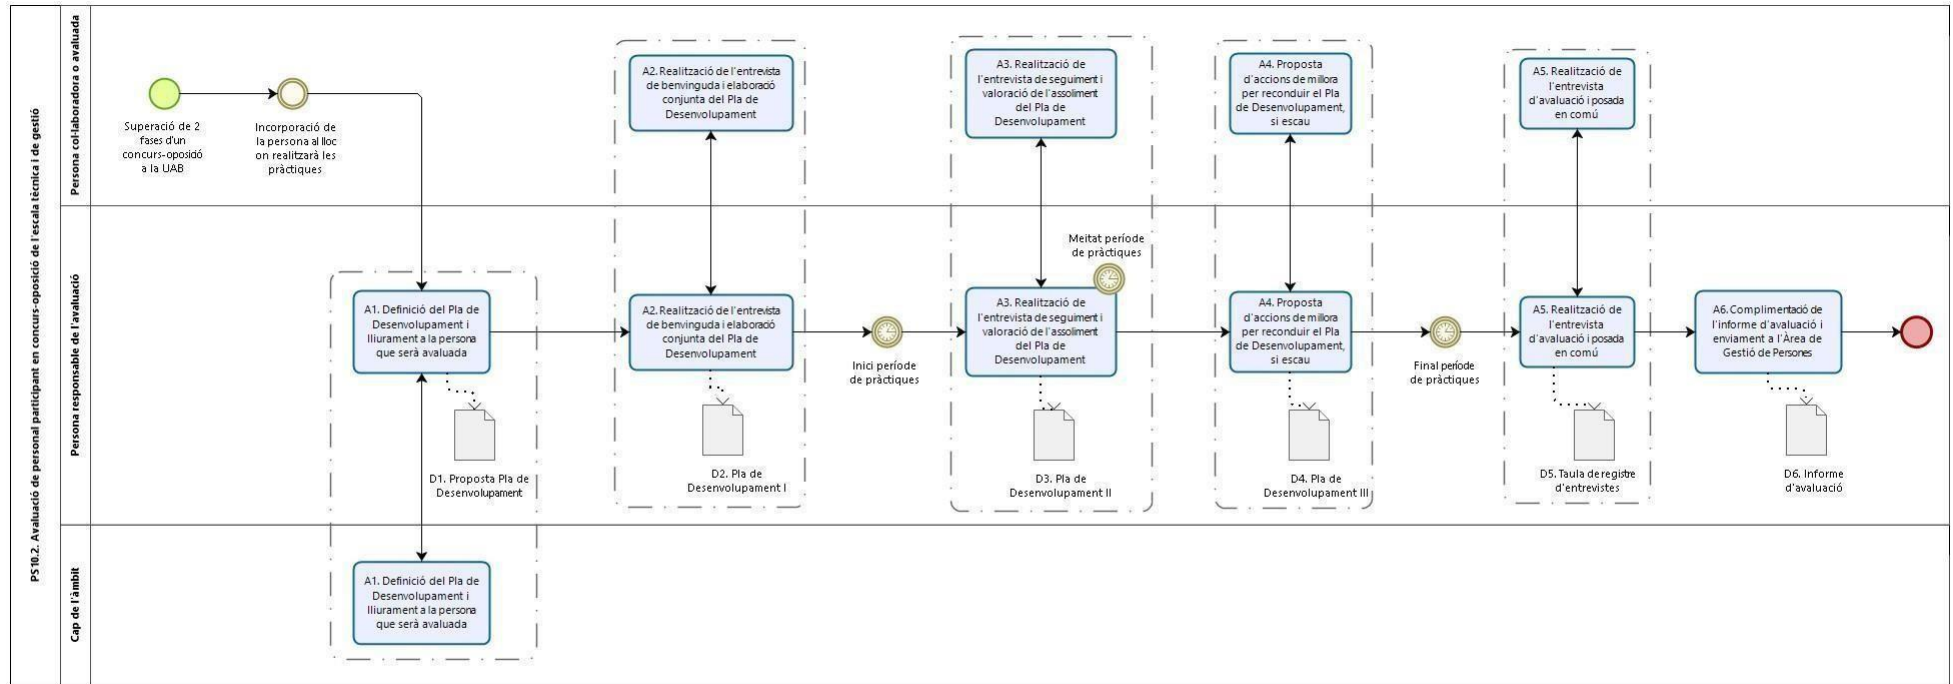 PS10.2. Avaluació de personal participant en concurs-oposició de l'escala tècnica i de gestió
Persona col·laboradora o avaluada
Superació de 2
fases d'un
concurs-oposició
a la UAB
Incorporació de
la persona al lloc
on realitzarà les
pràctiques
A2. Realització de l'entrevista
de benvinguda i elaboració
conjunta del Pla de
Desenvolupament
A3. Realització de
l'entrevista de seguiment i
valoració de l'assoliment
del Pla de
Desenvolupament
A4. Proposta
d'accions de millora
per reconduir el Pla
de Desenvolupament,
si escau
A5. Realització de
l'entrevista
d'avaluació i posada
en comú
Persona responsable de l'avaluació
A1. Definició del Pla de
Desenvolupament i
lliurament a la persona
que serà avaluada
D1. Proposta Pla de
Desenvolupament
A2. Realització de l'entrevista
de benvinguda i elaboració
conjunta del Pla de
Desenvolupament
D2. Pla de
Desenvolupament I
Inici període
de pràctiques
Meitat període
de pràctiques
A3. Realització de
l'entrevista de seguiment i
valoració de l'assoliment
del Pla de
Desenvolupament
D3. Pla de
Desenvolupament II
A4. Proposta
d'accions de millora
per reconduir el Pla
de Desenvolupament,
si escau
D4. Pla de
Desenvolupament III
Final període
de pràctiques
A5. Realització de
l'entrevista
d'avaluació i posada
en comú
D5. Taula de registre
d'entrevistes
A6. Complimentació de
l'informe d'avaluació i
enviament a l'Àrea de
Gestió de Persones
D6. Informe
d'avaluació
Cap de l'àmbit
A1. Definició del Pla de
Desenvolupament i
lliurament a la persona
que serà avaluada